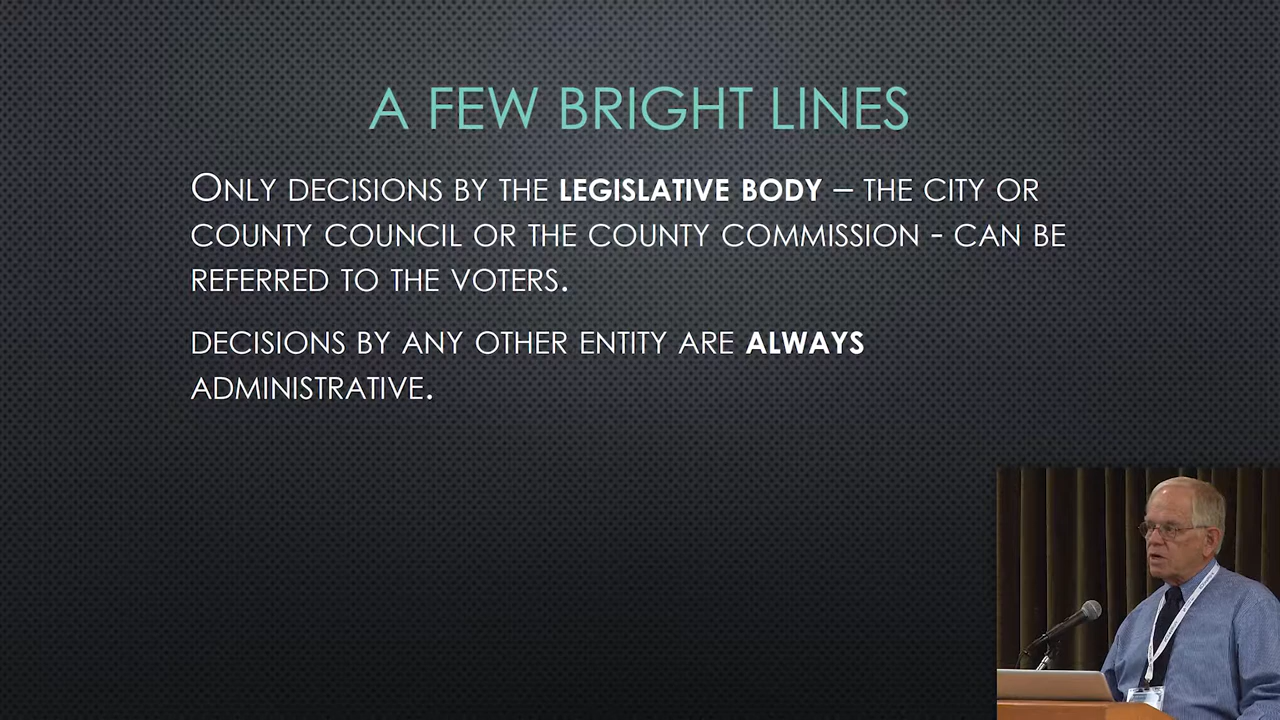 A FEW BRIGHT LINES
ONLY DECISIONS BY THE LEGISLATIVE BODY – THE CITY OR
COUNTY COUNCIL OR THE COUNTY COMMISSION - CAN BE
REFERRED TO THE VOTERS.
DECISIONS BY ANY OTHER ENTITY ARE ALWAYS
ADMINISTRATIVE.